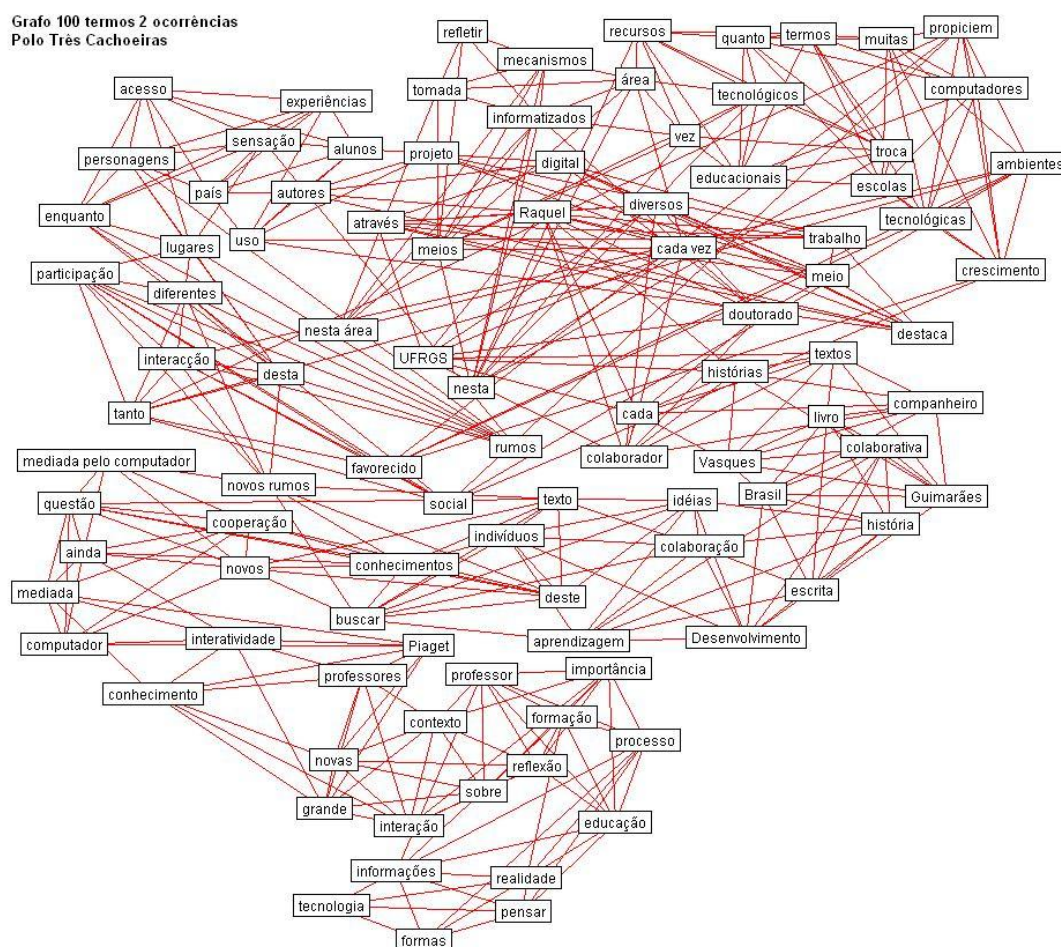 Grafo 100 termos 2 ocorrências
Polo Três Cachoeiras
refletir
recursos
quanto
termos
muitas
propiciem
mecanismos
acesso
experiências
tomada
área
tecnológicos
computadores
informatizados
sensação
alunos
projeto
vez
troca
personagens
digital
educacionais
ambientes
país
autores
escolas
enquanto
através
Raquel
diversos
tecnológicas
lugares
uso
meios
cada vez
trabalho
participação
meio
crescimento
diferentes
nesta área
doutorado
destaca
interacção
UFRGS
textos
desta
nesta
histórias
tanto
cada
livro
companheiro
rumos
colaborador
Vasques
colaborativa
mediada pelo computador
favorecido
novos rumos
Brasil
Guimarães
questão
social
texto
idéias
cooperação
história
indivíduos
ainda
colaboração
novos
conhecimentos
mediada
deste
escrita
buscar
computador
interatividade
Piaget
aprendizagem
Desenvolvimento
conhecimento
professores
professor
importância
contexto
formação
processo
novas
reflexão
grande
sobre
interação
educação
informações
realidade
tecnologia
pensar
formas